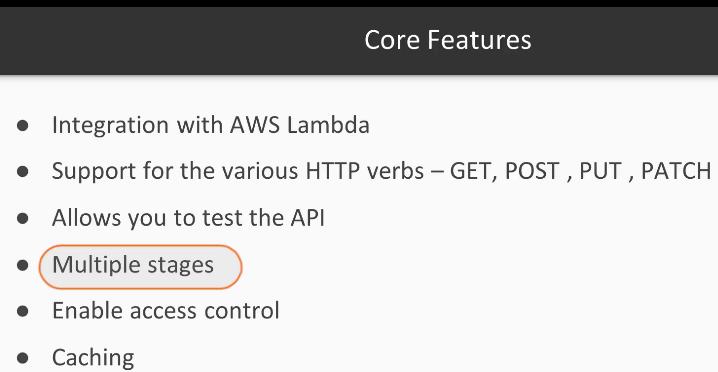 Core Features
● Integration with AWS Lambda
● Support for the various HTTP verbs – GET, POST , PUT , PATCH
● Allows you to test the API
● Multiple stages
● Enable access control
● Caching